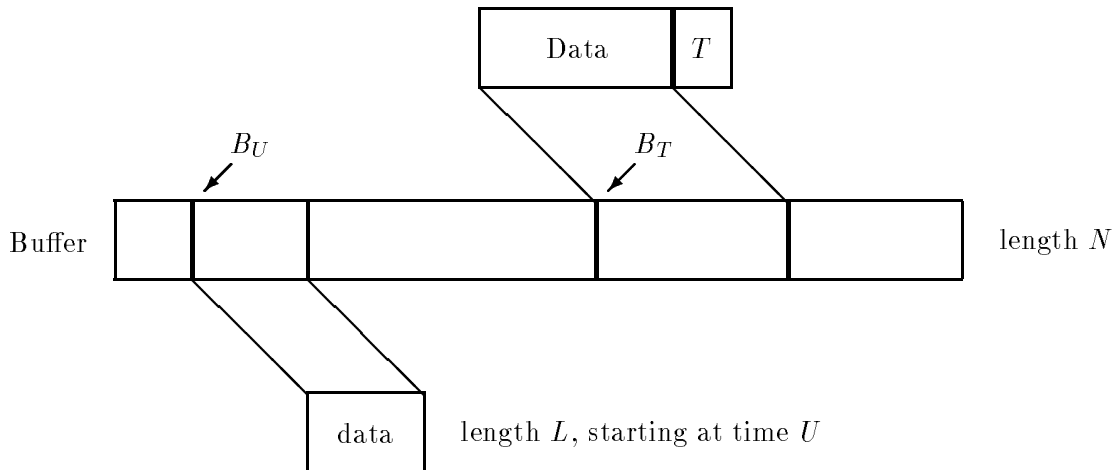 Data T
B_U B_T
Buffer length N
data length L, starting at time U